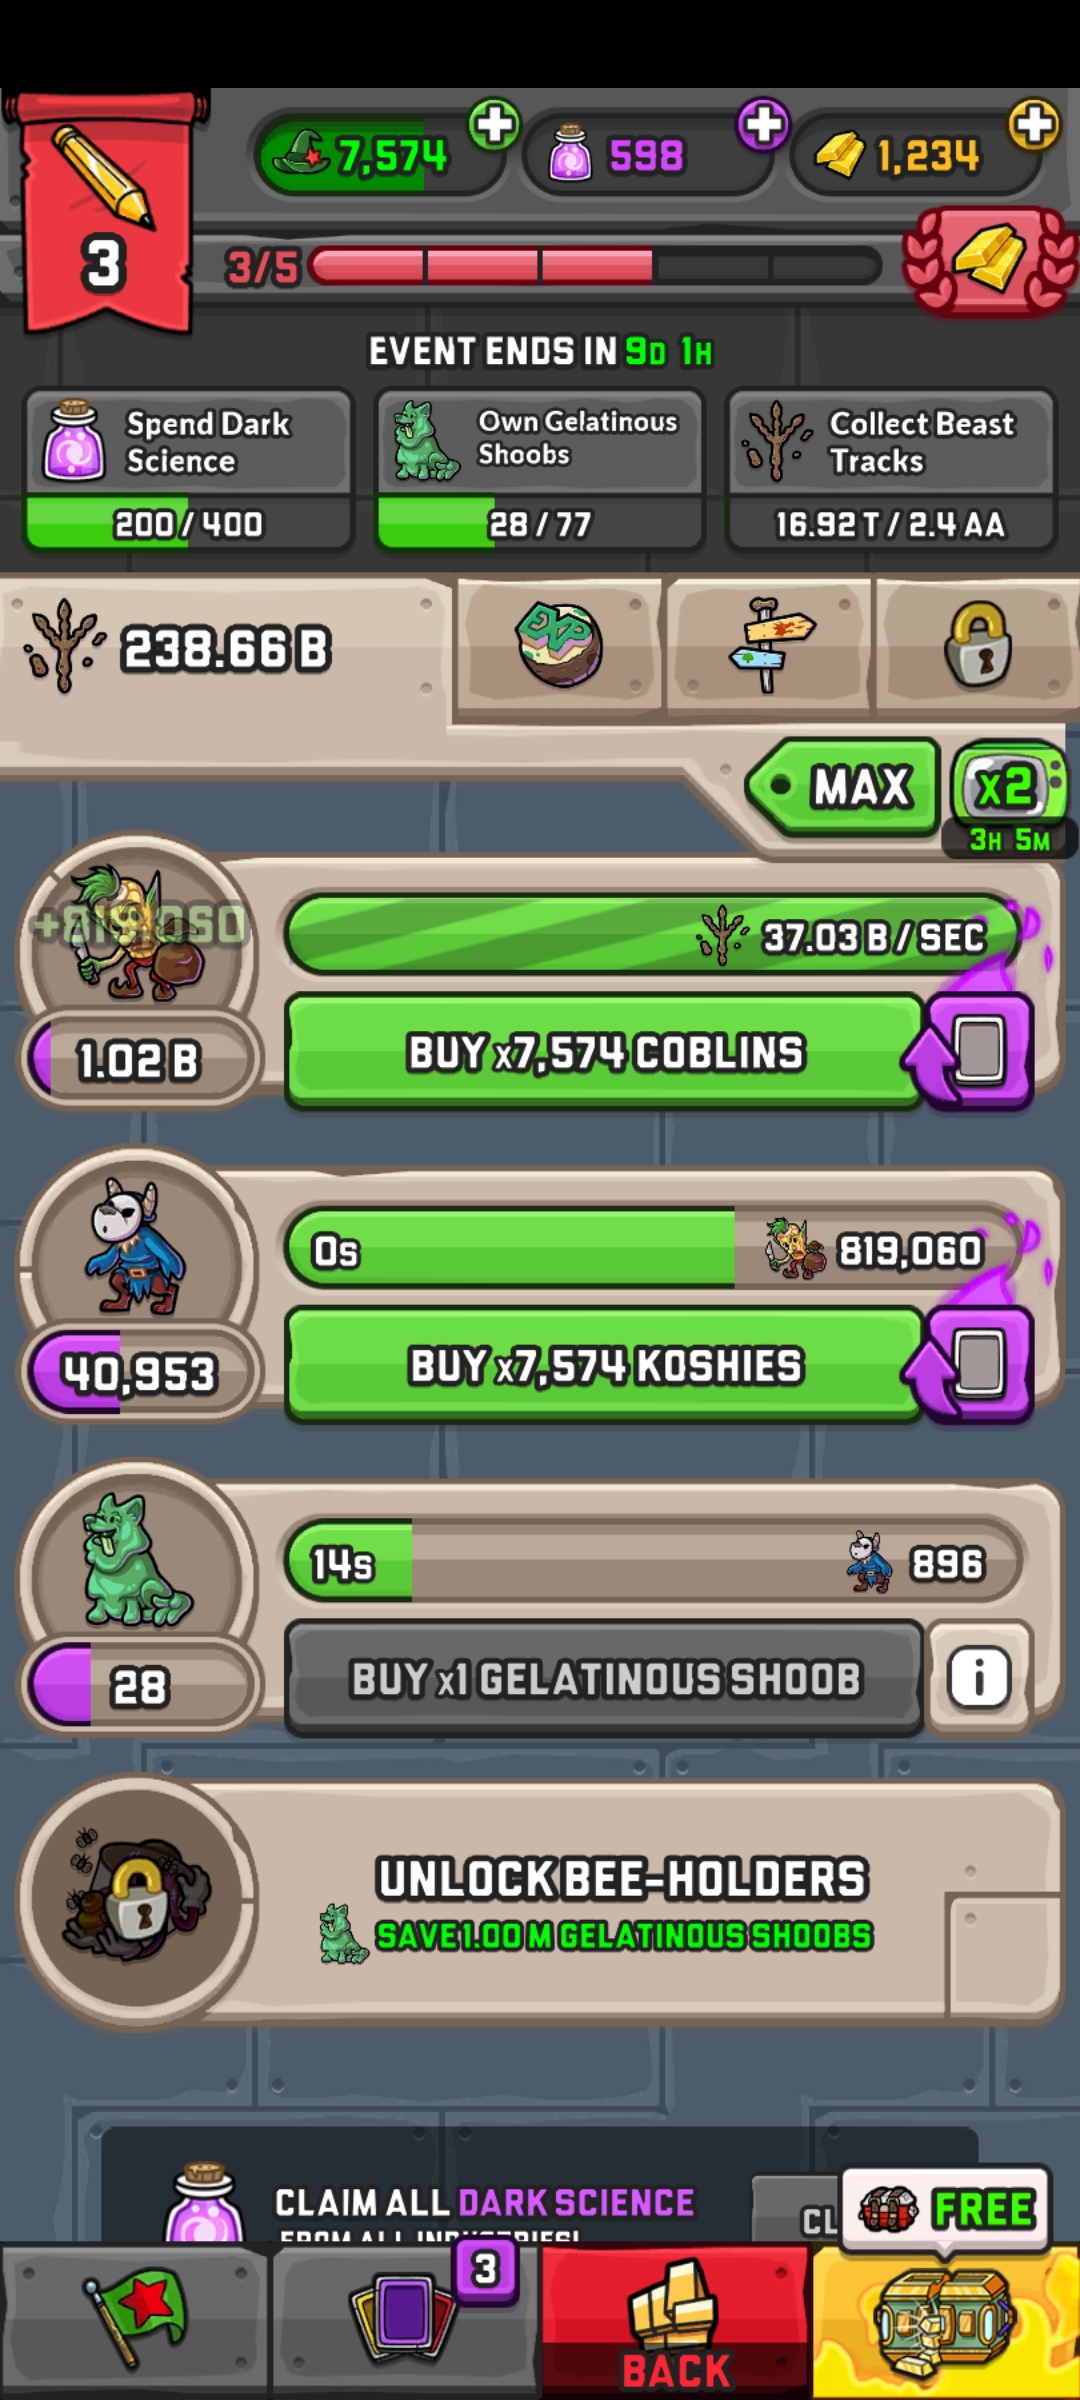 7,574
598
1,234
3
3/5
EVENT ENDS IN 9D 1H
Spend Dark
Science
200 / 400
Own Gelatinous
Shoobs
28 / 77
Collect Beast
Tracks
16.92 T / 2.4 AA
238.66 B
EXP
MAX
x2
3H 5M
+819,060
37.03 B / SEC
1.02 B
BUY x7,574 COBLINS
0s
819,060
40,953
BUY x7,574 KOSHIES
14s
896
28
BUY x1 GELATINOUS SHOOB
i
UNLOCK BEE-HOLDERS
SAVE 1.00 M GELATINOUS SHOOBS
CLAIM ALL DARK SCIENCE
FROM ALL INDUSTRIES!
CL
FREE
3
BACK